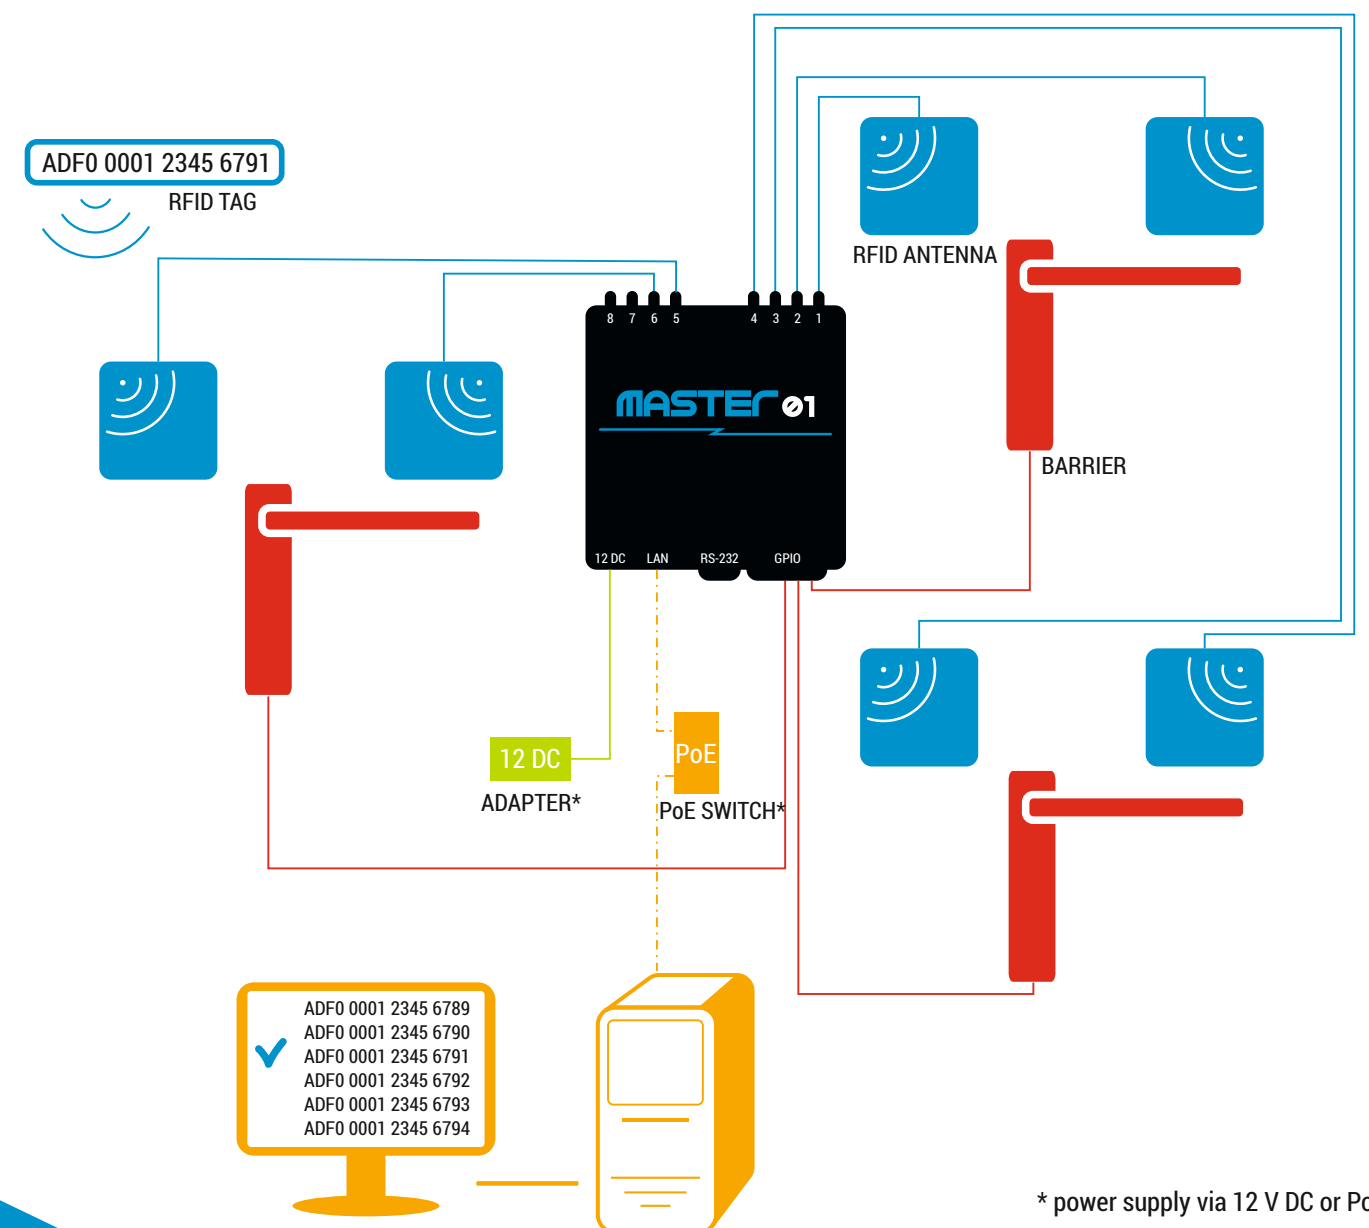 ADF0 0001 2345 6791
RFID TAG
RFID ANTENNA
8 7 6 5 4 3 2 1
MASTER 01
BARRIER
12 DC LAN RS-232 GPIO
12 DC
ADAPTER*
PoE
PoE SWITCH*
ADF0 0001 2345 6789
ADF0 0001 2345 6790
ADF0 0001 2345 6791
ADF0 0001 2345 6792
ADF0 0001 2345 6793
ADF0 0001 2345 6794
* power supply via 12 V DC or